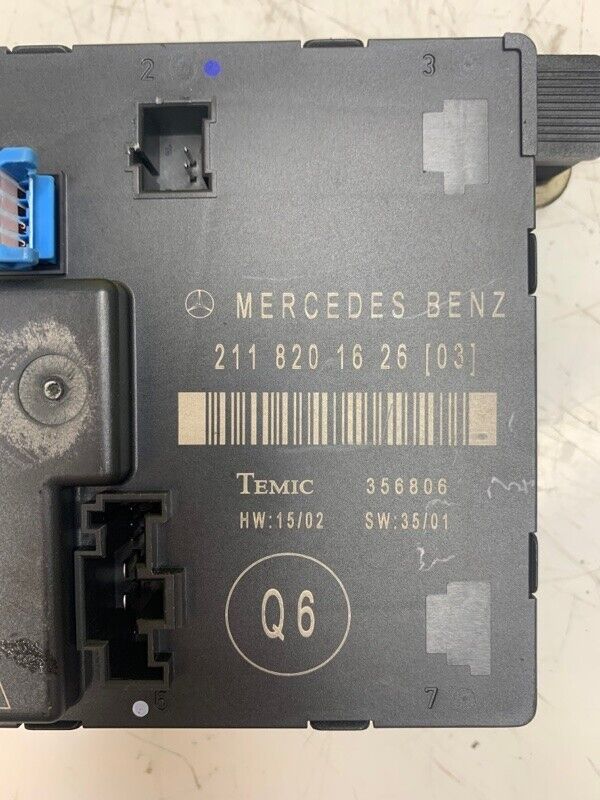 2
3
MERCEDES BENZ
211 820 16 26 [03]
TEMIC 356806
HW:15/02 SW:35/01
Q6
6
7